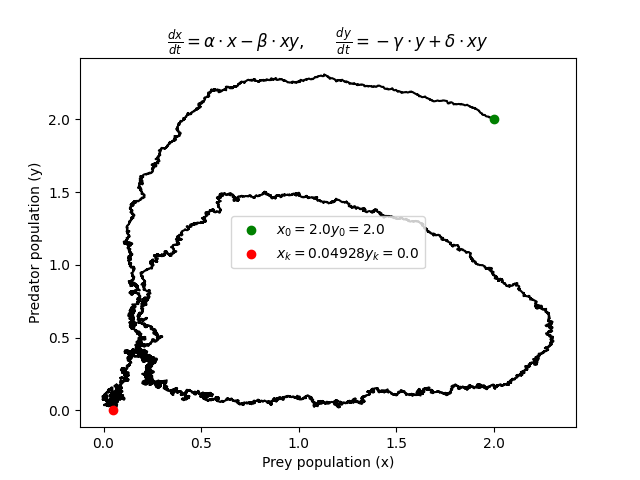 dx/dt = α · x − β · xy, dy/dt = −γ · y + δ · xy
Predator population (y)
2.0
1.5
1.0
0.5
0.0
x₀ = 2.0y₀ = 2.0
xₖ = 0.04928yₖ = 0.0
0.0 0.5 1.0 1.5 2.0
Prey population (x)